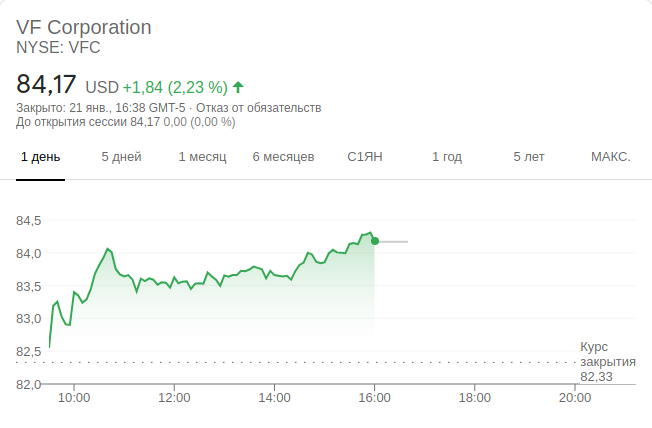 VF Corporation
NYSE: VFC
84,17 USD +1,84 (2,23 %)
Закрыто: 21 янв., 16:38 GMT-5 · Отказ от обязательств
До открытия сессии 84,17 0,00 (0,00 %)
1 день 5 дней 1 месяц 6 месяцев С1ЯН 1 год 5 лет МАКС.
84,5
84,0
83,5
83,0
82,5
82,0
Курс
закрытия
82,33
10:00 12:00 14:00 16:00 18:00 20:00